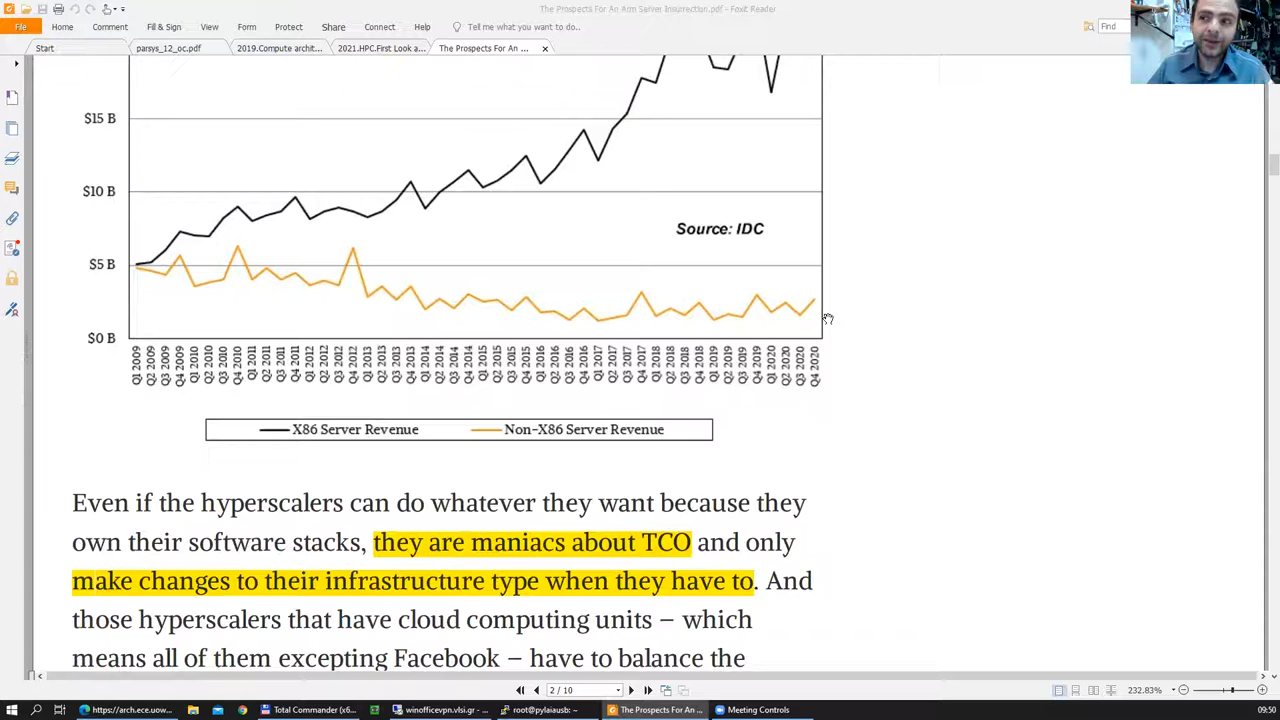 The Prospects For An Arm Server Insurrection.pdf - Foxit Reader
File Home Comment Fill & Sign View Form Protect Share Connect Help Tell me what you want to do.. Find
Start parsys_12_oc.pdf 2019.Compute archit... 2021.HPC.First Look a... The Prospects For An ...
$15 B
$10 B
Source: IDC
$5 B
$0 B
Q1 2009 Q2 2009 Q3 2009 Q4 2009 Q1 2010 Q2 2010 Q3 2010 Q4 2010 Q1 2011 Q2 2011 Q3 2011 Q4 2011 Q1 2012 Q2 2012 Q3 2012 Q4 2012 Q1 2013 Q2 2013 Q3 2013 Q4 2013 Q1 2014 Q2 2014 Q3 2014 Q4 2014 Q1 2015 Q2 2015 Q3 2015 Q4 2015 Q1 2016 Q2 2016 Q3 2016 Q4 2016 Q1 2017 Q2 2017 Q3 2017 Q4 2017 Q1 2018 Q2 2018 Q3 2018 Q4 2018 Q1 2019 Q2 2019 Q3 2019 Q4 2019 Q1 2020 Q2 2020 Q3 2020 Q4 2020
X86 Server Revenue Non-X86 Server Revenue
Even if the hyperscalers can do whatever they want because they
own their software stacks, they are maniacs about TCO and only
make changes to their infrastructure type when they have to. And
those hyperscalers that have cloud computing units – which
means all of them excepting Facebook – have to balance the
2 / 10 232.83%
https://arch.ece.uow... Total Commander (x6... winofficevpn.vlsi.gr - ... root@pylaiausb: ~ The Prospects For An... Meeting Controls 09:50